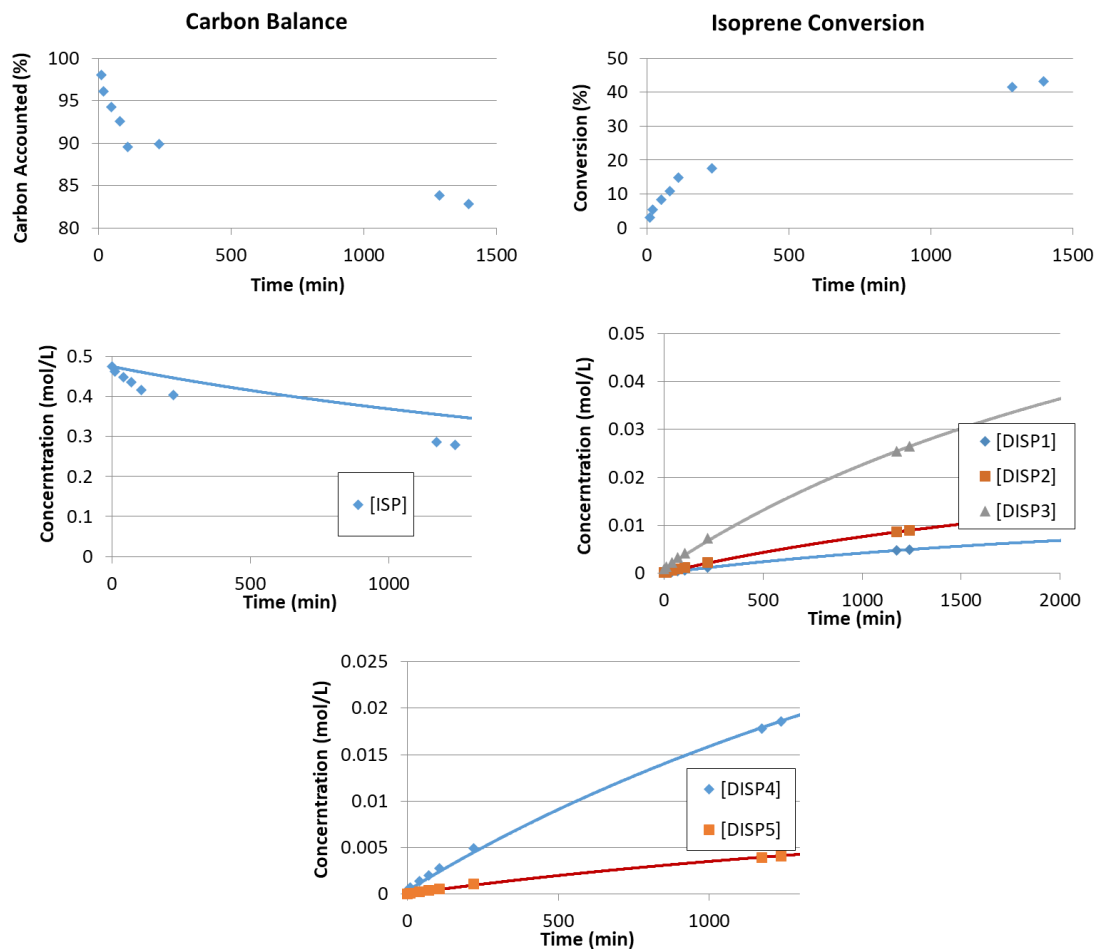 Carbon Balance
Carbon Accounted (%)
100
95
90
85
80
0
500
1000
1500
Time (min)
Isoprene Conversion
Conversion (%)
50
40
30
20
10
0
0
500
1000
1500
Time (min)
Concerntration (mol/L)
0.5
0.4
0.3
0.2
0.1
0
[ISP]
0
500
1000
Time (min)
Concerntration (mol/L)
0.05
0.04
0.03
0.02
0.01
0
[DISP1]
[DISP2]
[DISP3]
0
500
1000
1500
2000
Time (min)
Concerntration (mol/L)
0.025
0.02
0.015
0.01
0.005
0
[DISP4]
[DISP5]
0
500
1000
Time (min)